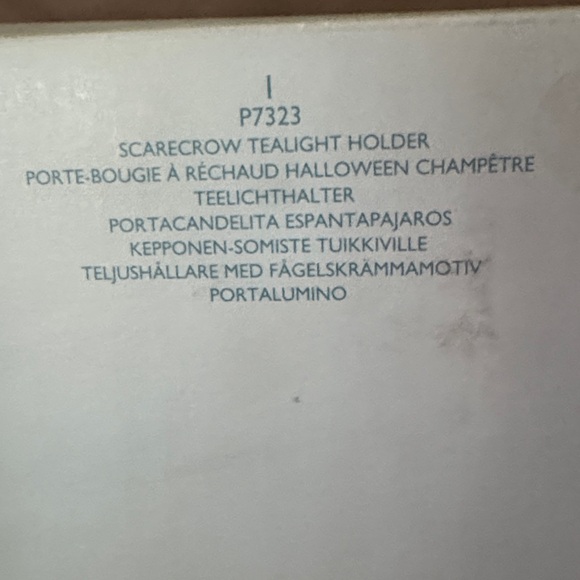 1
P7323
SCARECROW TEALIGHT HOLDER
PORTE-BOUGIE À RÉCHAUD HALLOWEEN CHAMPÊTRE
TEELICHTHALTER
PORTACANDELITA ESPANTAPAJAROS
KEPPONEN-SOMISTE TUIKKIVILLE
TELJUSHÅLLARE MED FÅGELSKRÄMMAMOTIV
PORTALUMINO